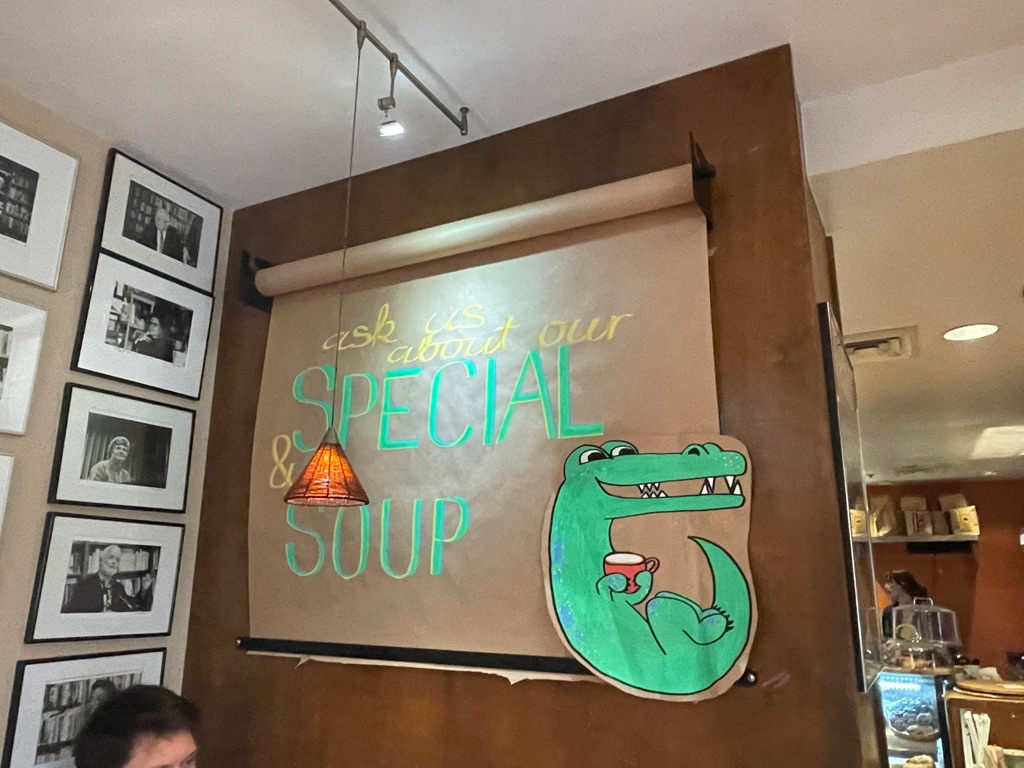 ask us
about our
SPECIAL
&
SOUP